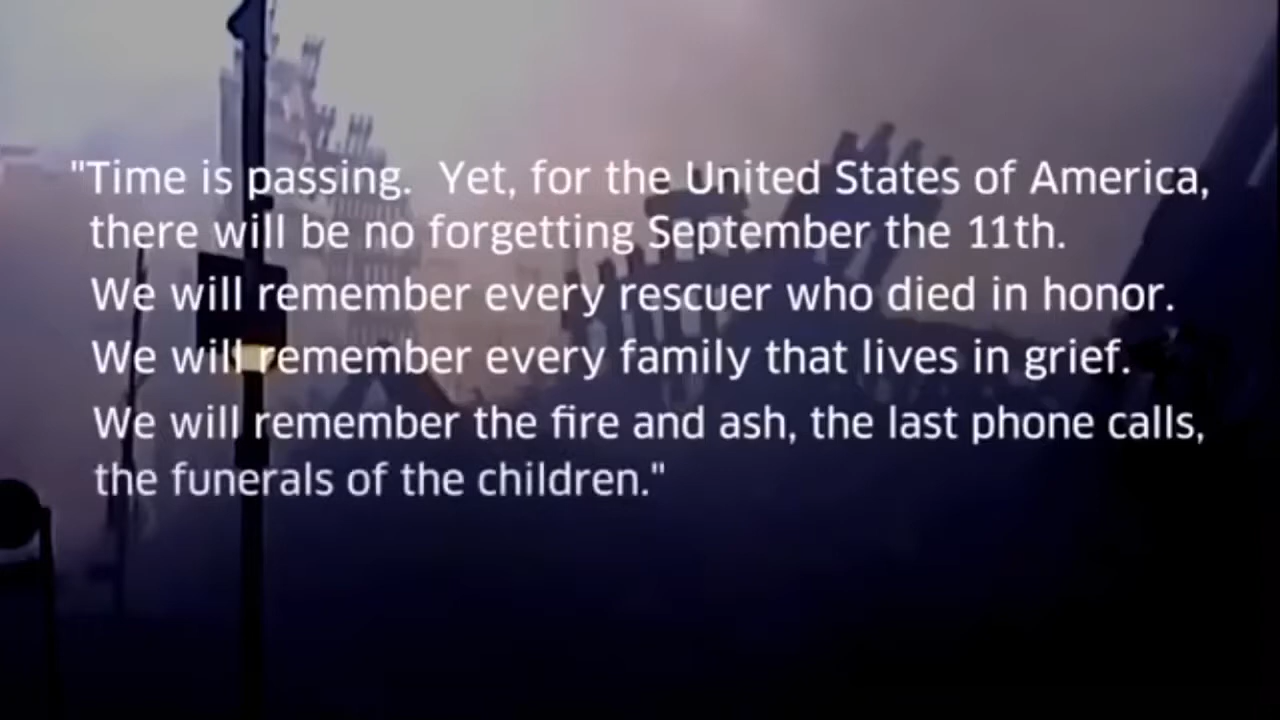 "Time is passing. Yet, for the United States of America,
there will be no forgetting September the 11th.
We will remember every rescuer who died in honor.
We will remember every family that lives in grief.
We will remember the fire and ash, the last phone calls,
the funerals of the children."